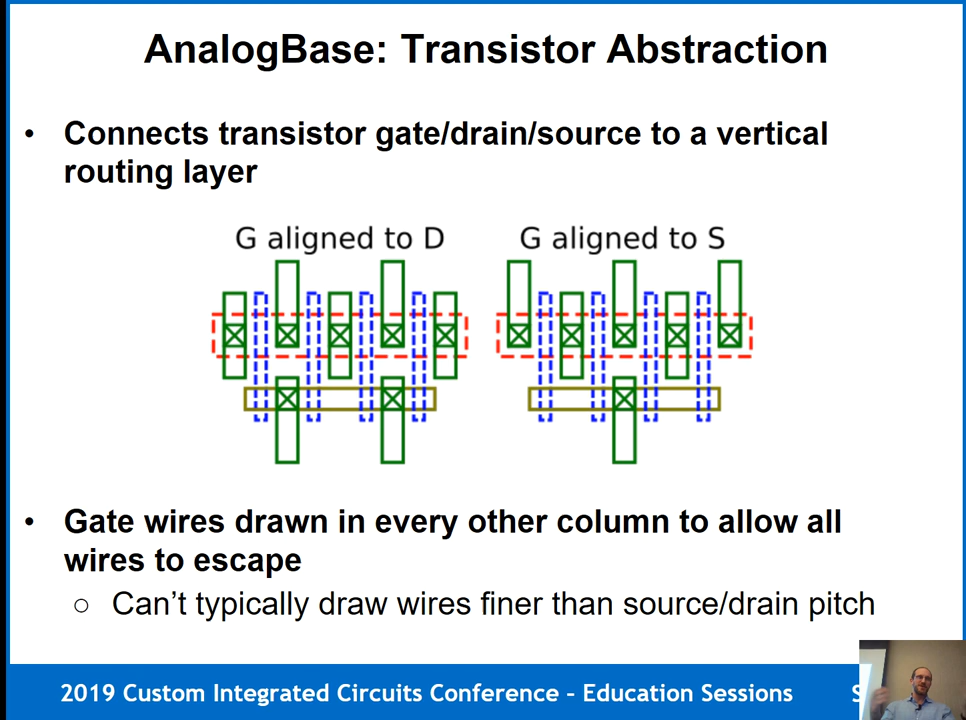 AnalogBase: Transistor Abstraction
• Connects transistor gate/drain/source to a vertical
routing layer
G aligned to D
G aligned to S
• Gate wires drawn in every other column to allow all
wires to escape
○ Can’t typically draw wires finer than source/drain pitch
2019 Custom Integrated Circuits Conference - Education Sessions